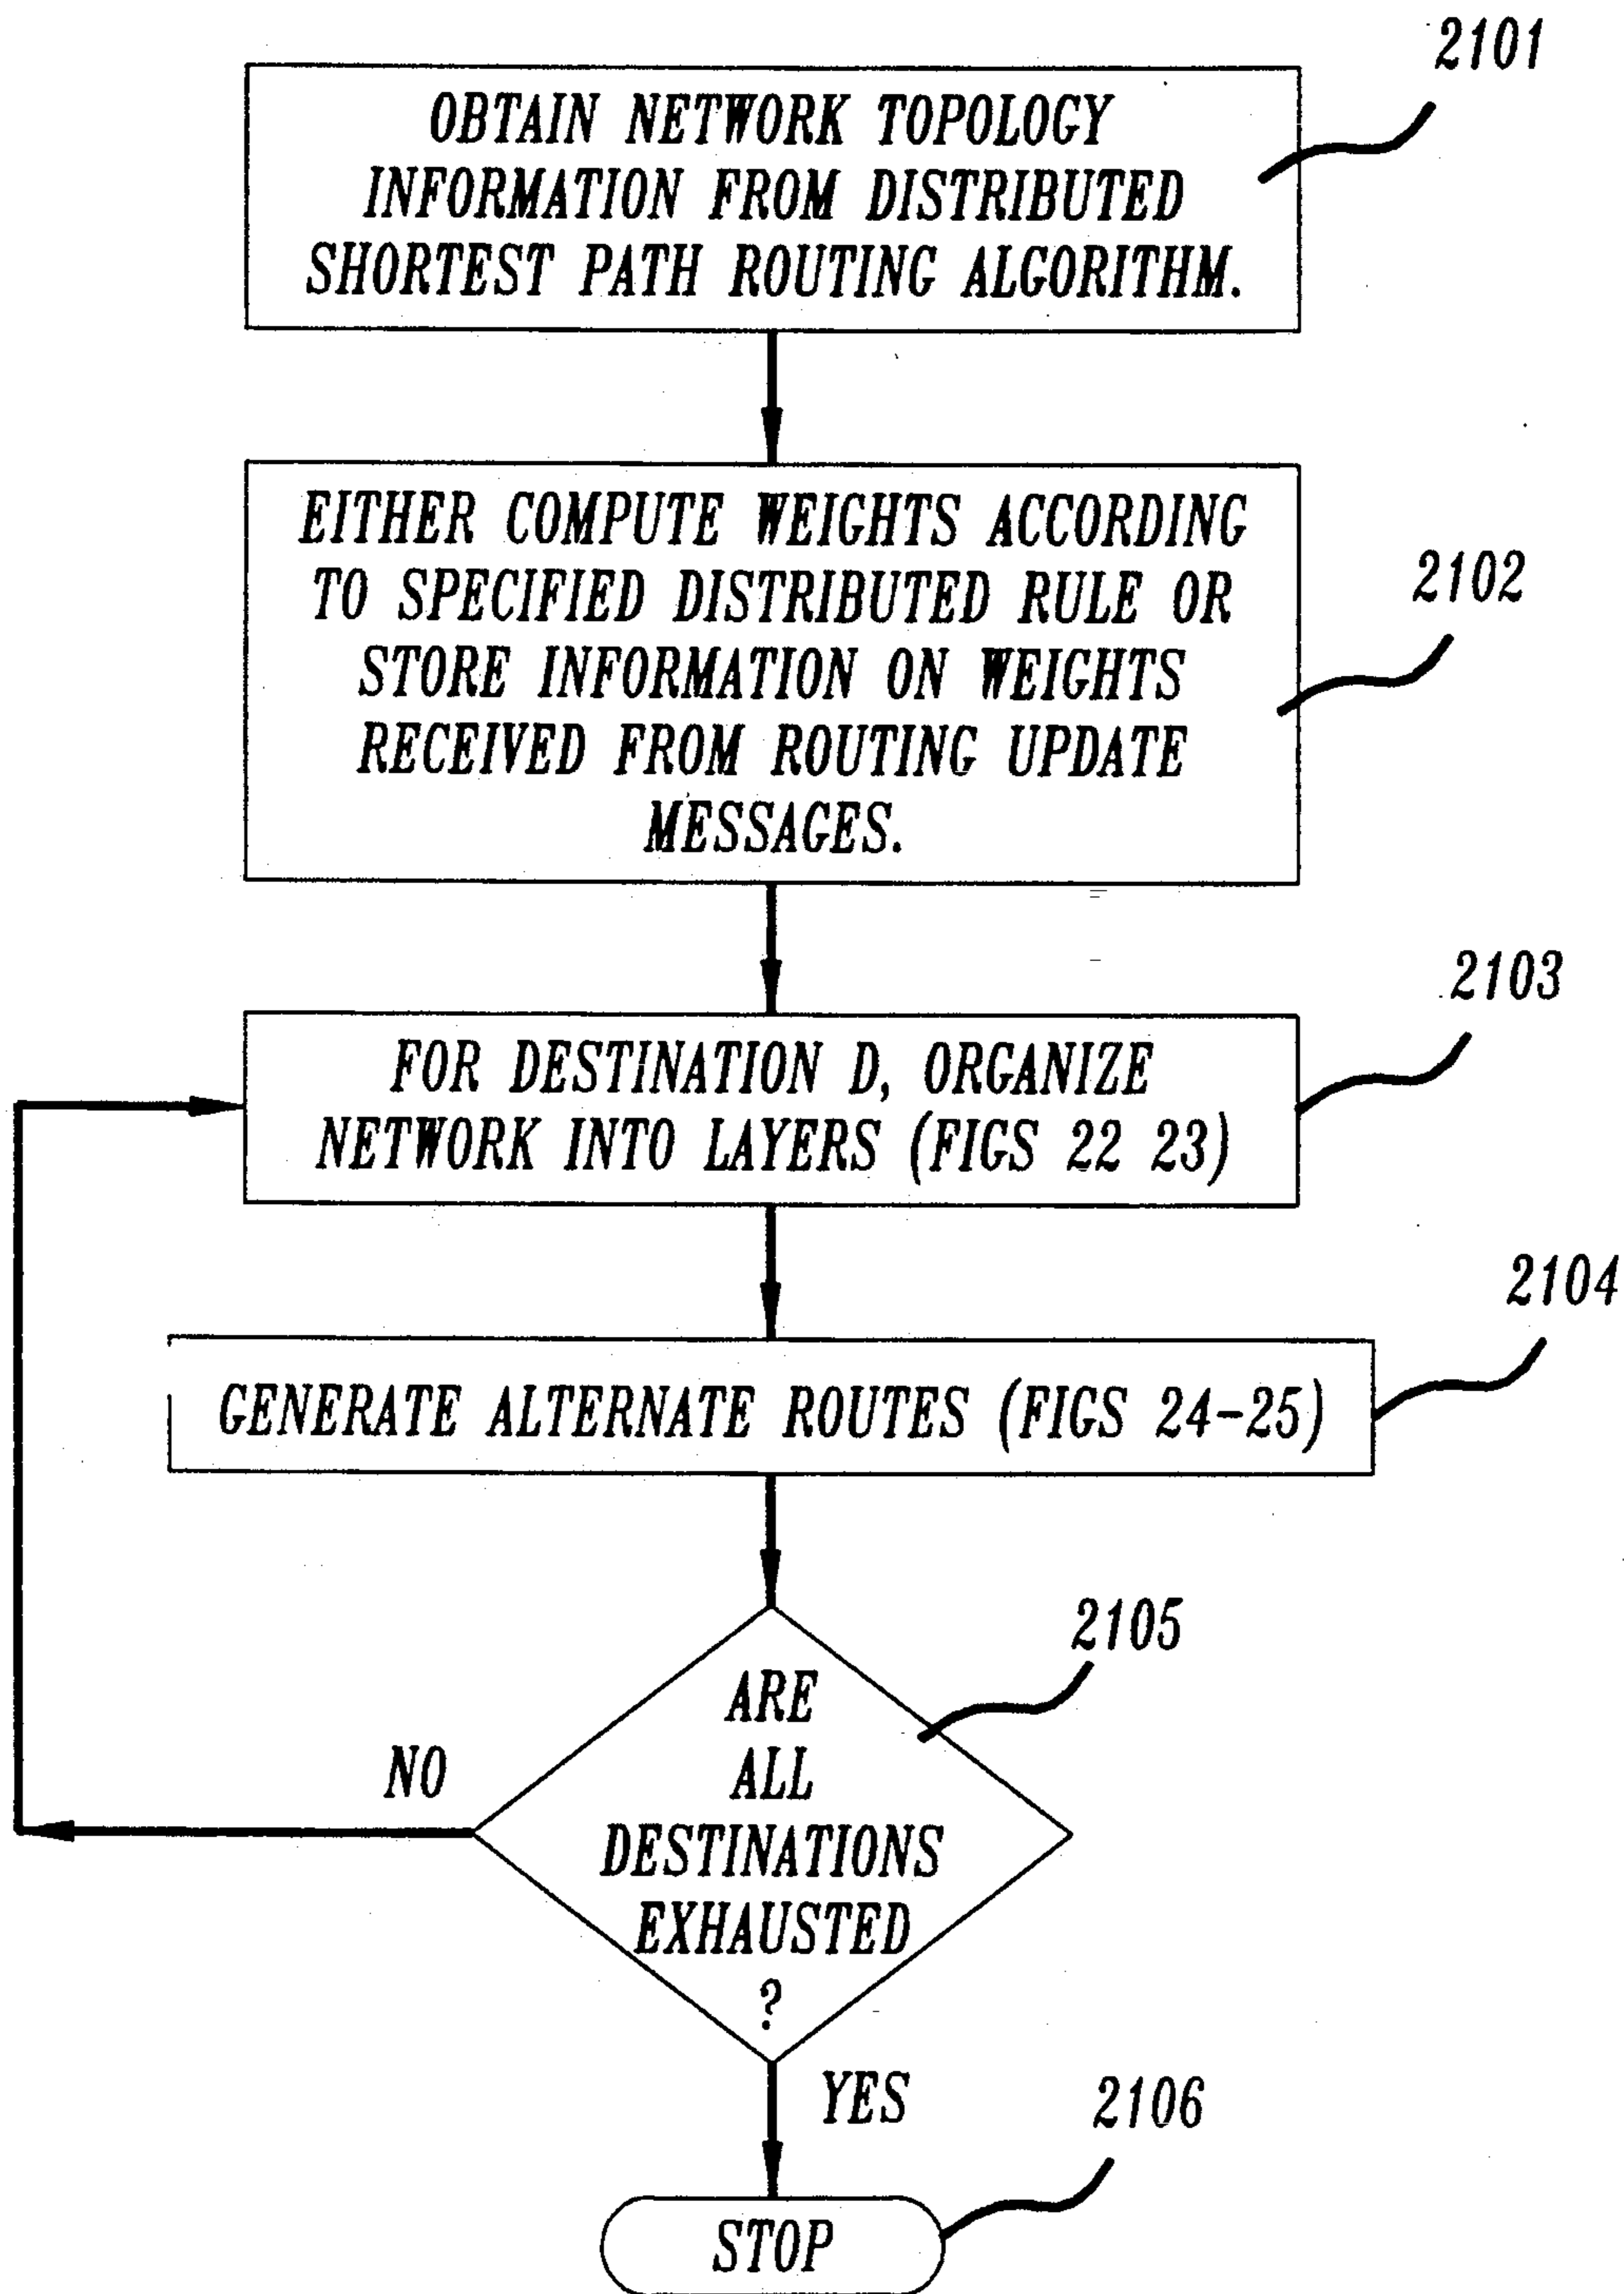 2101
OBTAIN NETWORK TOPOLOGY
INFORMATION FROM DISTRIBUTED
SHORTEST PATH ROUTING ALGORITHM.
EITHER COMPUTE WEIGHTS ACCORDING
TO SPECIFIED DISTRIBUTED RULE OR
STORE INFORMATION ON WEIGHTS
RECEIVED FROM ROUTING UPDATE
MESSAGES.
2102
2103
FOR DESTINATION D, ORGANIZE
NETWORK INTO LAYERS (FIGS 22 23)
2104
GENERATE ALTERNATE ROUTES (FIGS 24-25)
2105
ARE
ALL
DESTINATIONS
EXHAUSTED
?
NO
YES
2106
STOP